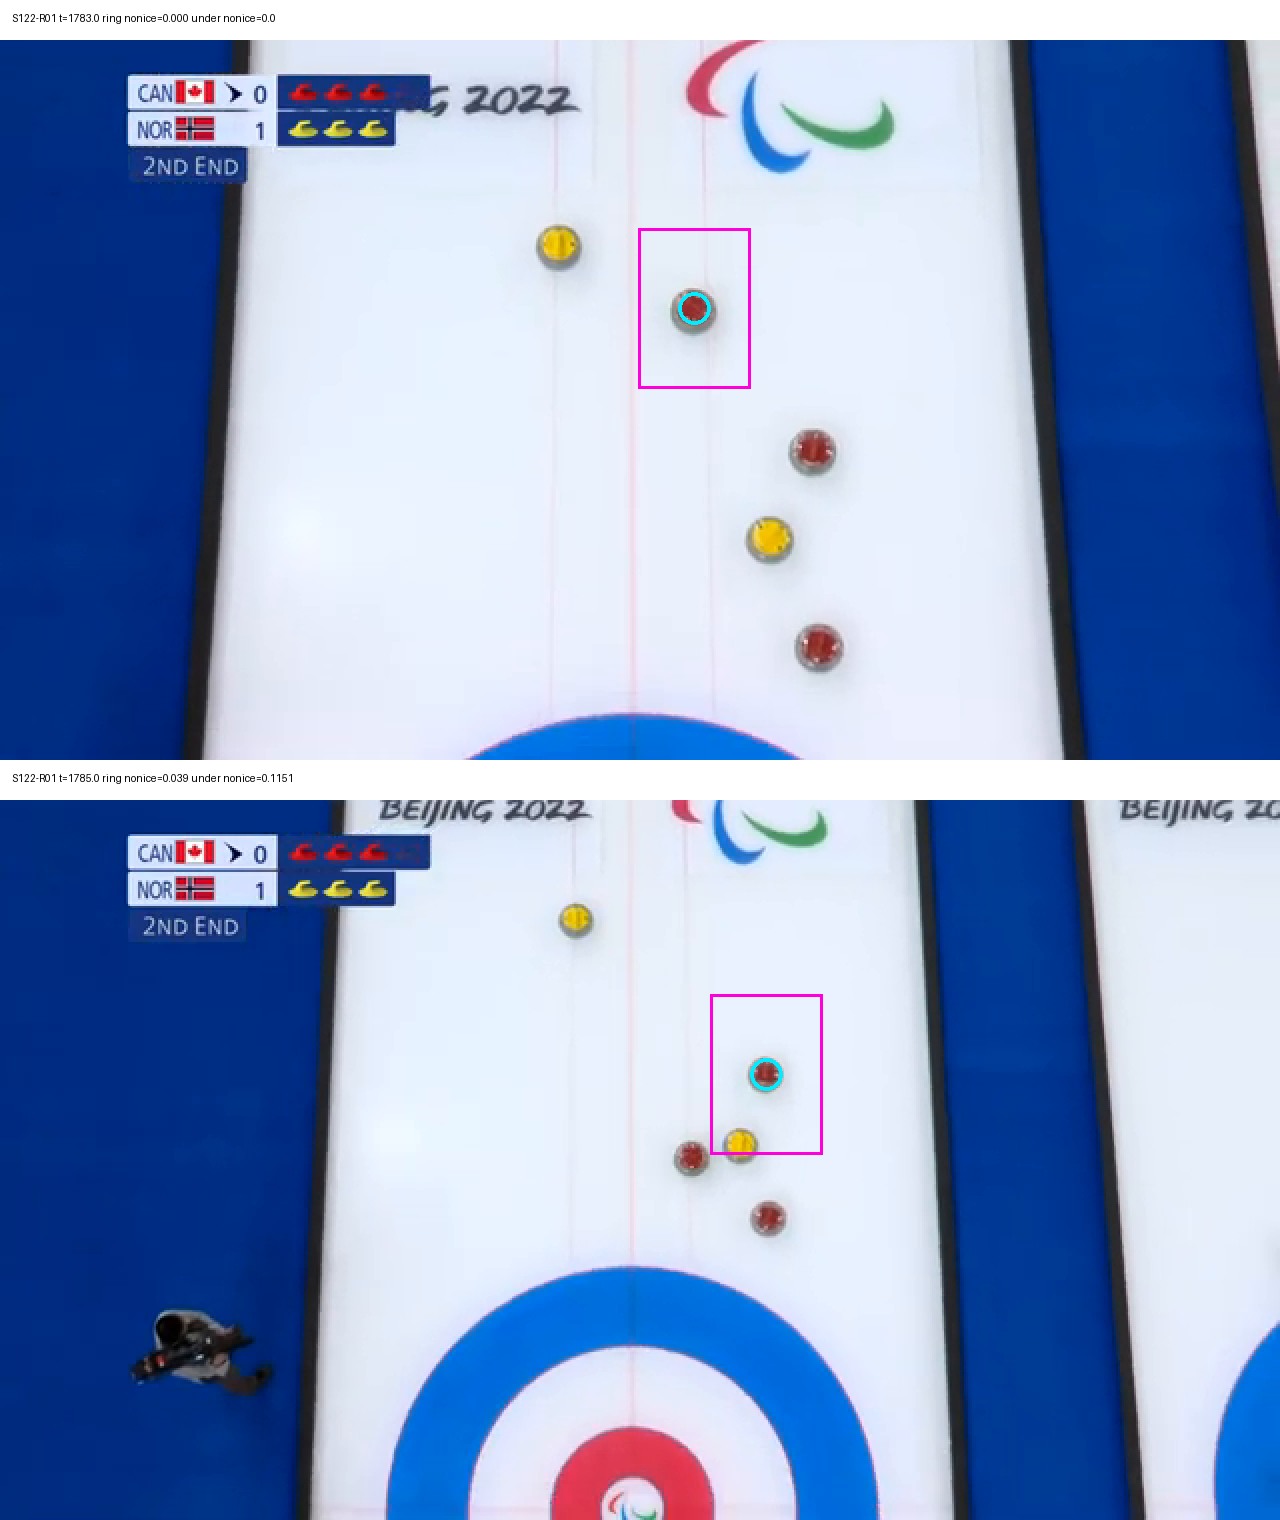 S122-R01 t=1783.0 ring nonice=0.000 under nonice=0.0
CAN 0
G 2022
NOR 1
2ND END
S122-R01 t=1785.0 ring nonice=0.039 under nonice=0.1151
BEIJING 2022
BEIJING 20
CAN 0
NOR 1
2ND END